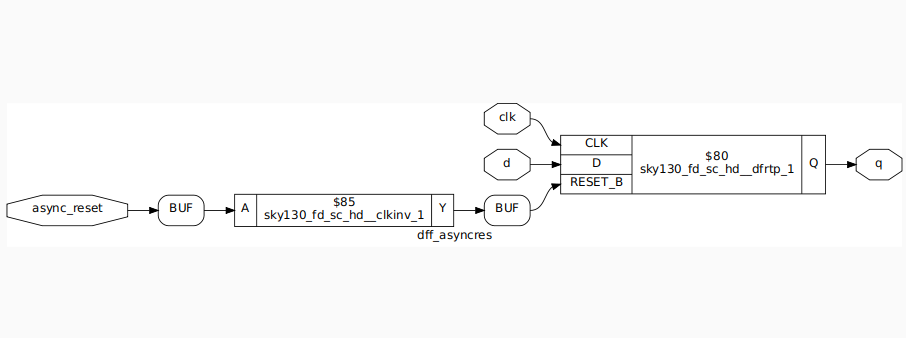 clk
CLK
d
D
RESET_B
$80
sky130_fd_sc_hd__dfrtp_1
Q
q
async_reset
BUF
A
$85
sky130_fd_sc_hd__clkinv_1
Y
BUF
dff_asyncres